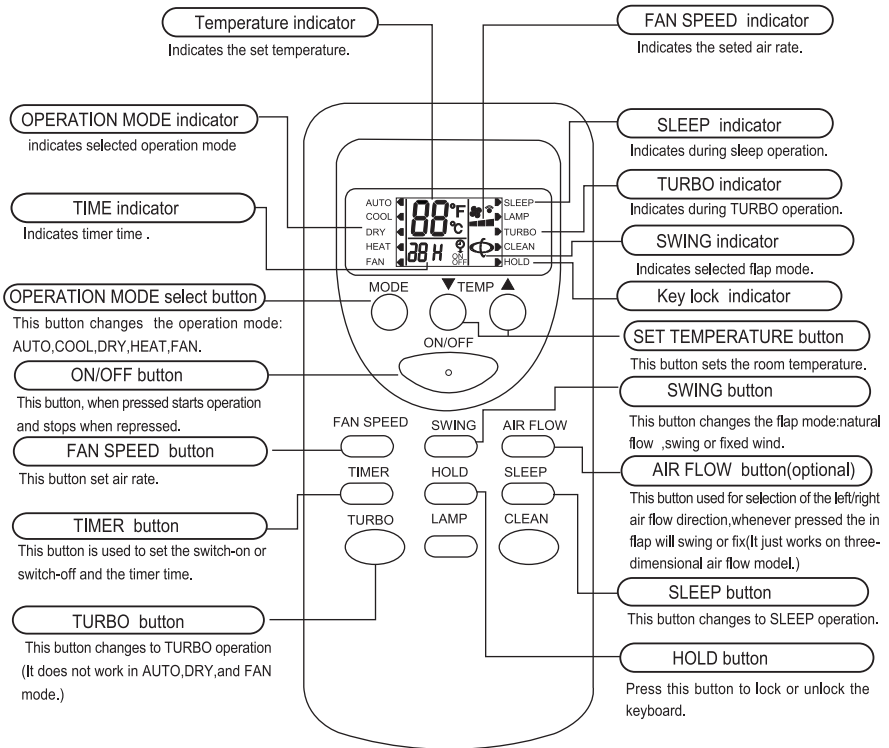 Temperature indicator
Indicates the set temperature.
FAN SPEED indicator
Indicates the seted air rate.
OPERATION MODE indicator
indicates selected operation mode
TIME indicator
Indicates timer time .
OPERATION MODE select button
This button changes the operation mode:
AUTO,COOL,DRY,HEAT,FAN.
ON/OFF button
This button, when pressed starts operation
and stops when repressed.
FAN SPEED button
This button set air rate.
TIMER button
This button is used to set the switch-on or
switch-off and the timer time.
TURBO button
This button changes to TURBO operation
(It does not work in AUTO,DRY,and FAN
mode.)
AUTO
COOL
DRY
HEAT
FAN
88°F
°C
88 H
ON
OFF
SLEEP
LAMP
TURBO
CLEAN
HOLD
MODE
▼ TEMP ▲
ON/OFF
FAN SPEED SWING AIR FLOW
TIMER HOLD SLEEP
TURBO LAMP CLEAN
SLEEP indicator
Indicates during sleep operation.
TURBO indicator
Indicates during TURBO operation.
SWING indicator
Indicates selected flap mode.
Key lock indicator
SET TEMPERATURE button
This button sets the room temperature.
SWING button
This button changes the flap mode:natural
flow ,swing or fixed wind.
AIR FLOW button(optional)
This button used for selection of the left/right
air flow direction,whenever pressed the in
flap will swing or fix(It just works on three-
dimensional air flow model.)
SLEEP button
This button changes to SLEEP operation.
HOLD button
Press this button to lock or unlock the
keyboard.